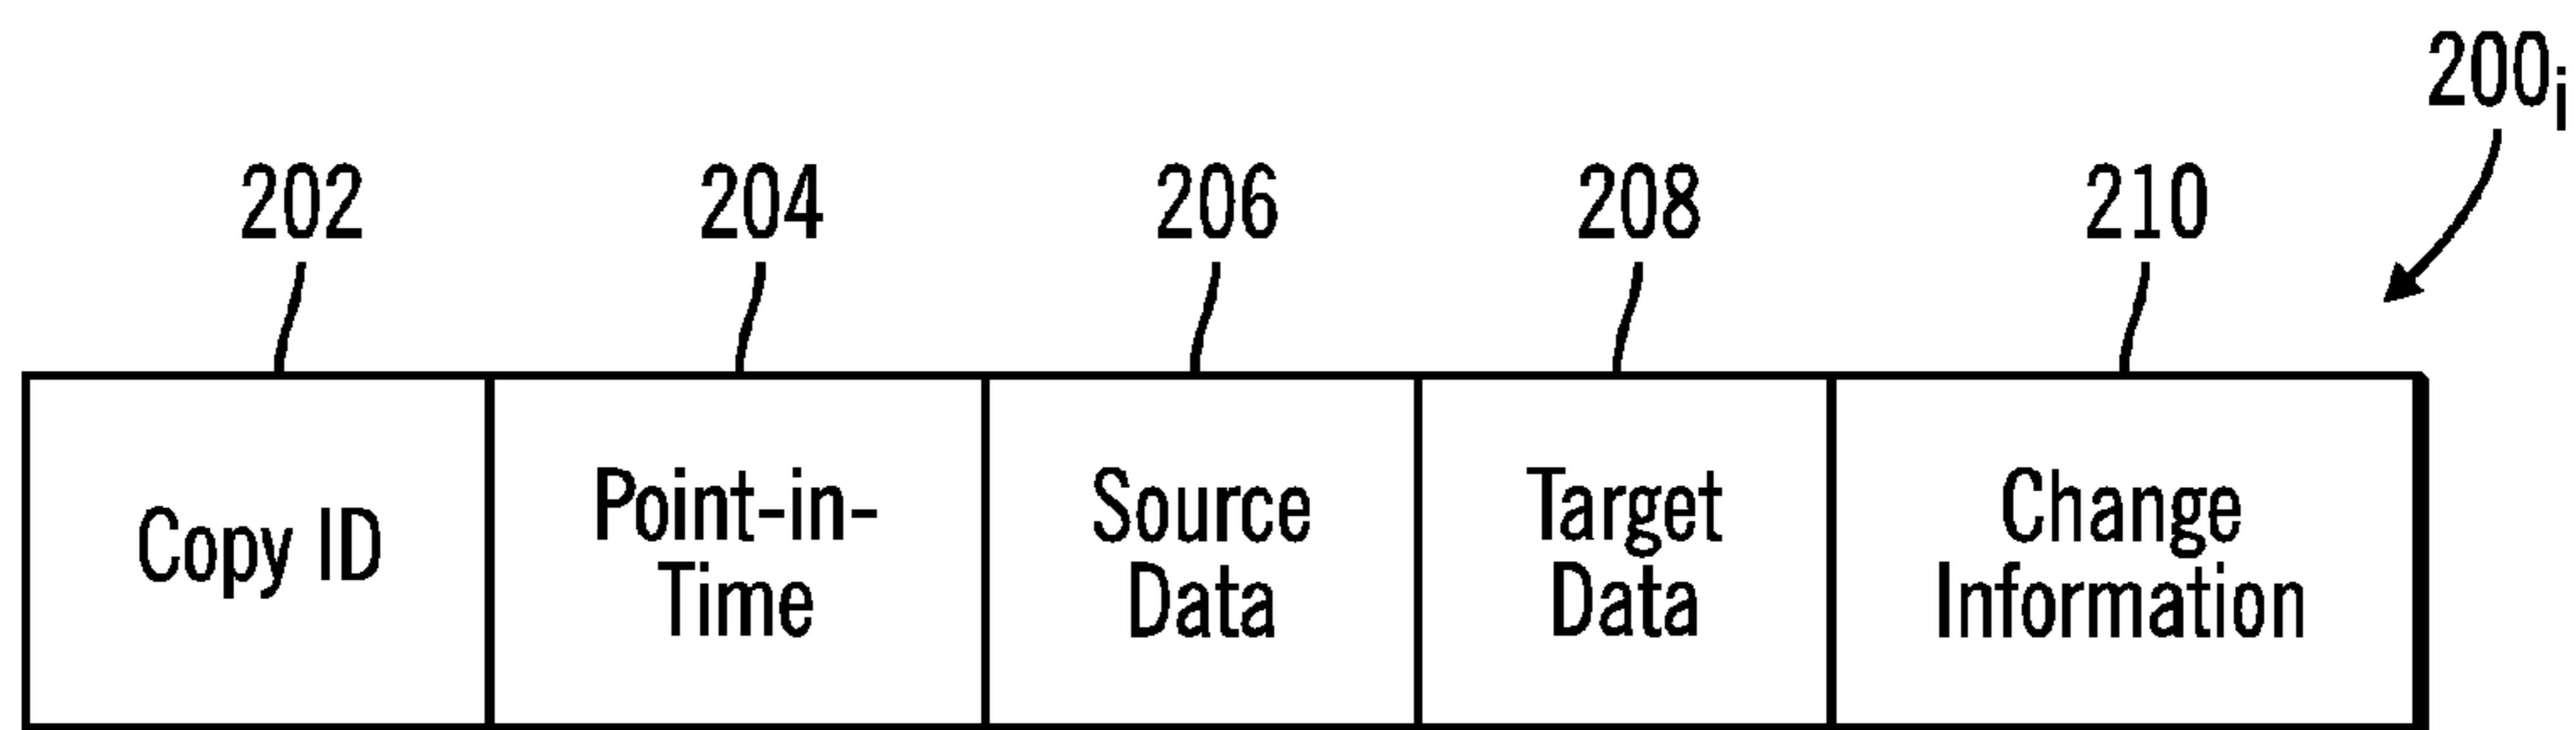 200i
202 204 206 208 210
Copy ID
Point-in-
Time
Source
Data
Target
Data
Change
Information